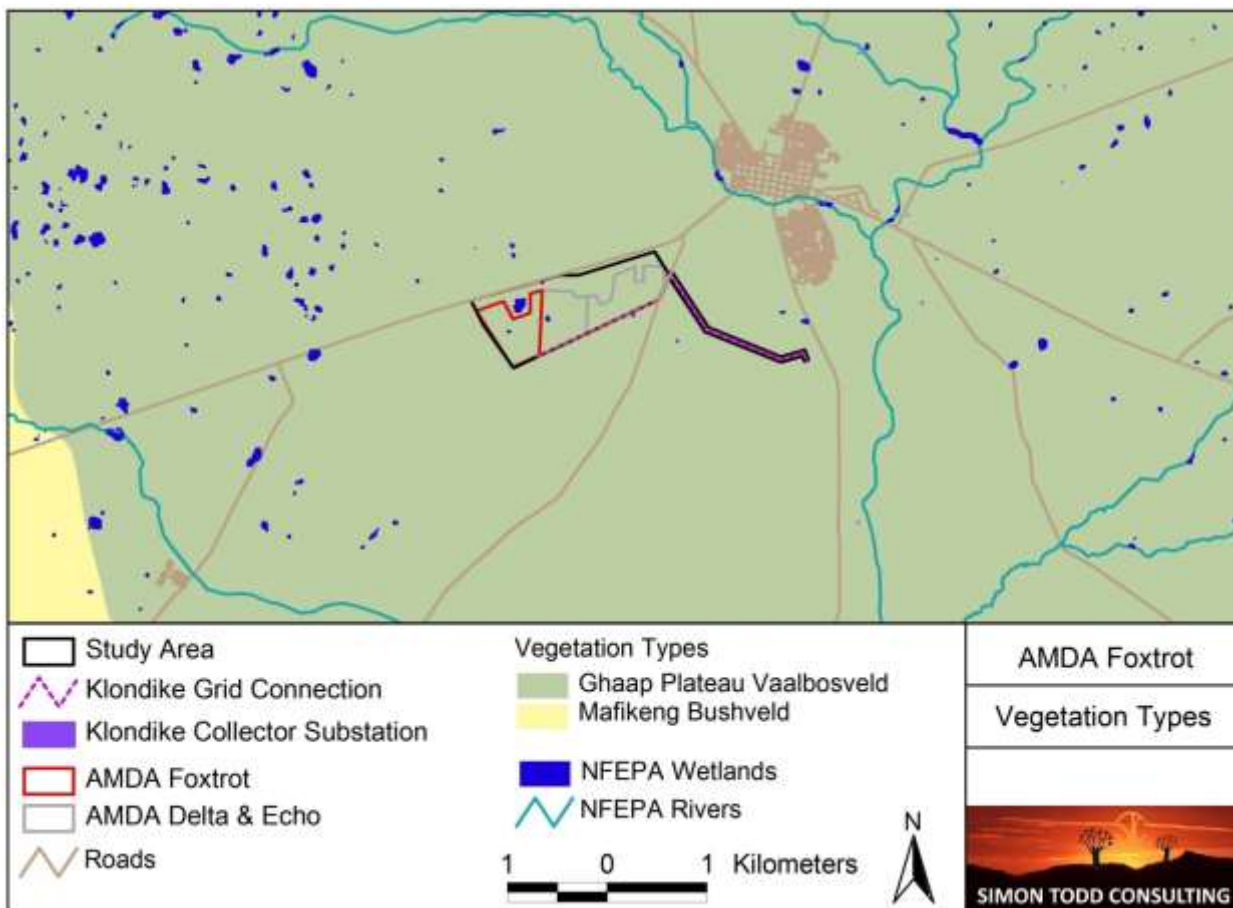 Study Area
Klondike Grid Connection
Klondike Collector Substation
AMDA Foxtrot
AMDA Delta & Echo
Roads
Vegetation Types
Ghaap Plateau Vaalbosveld
Mafikeng Bushveld
NFEPA Wetlands
NFEPA Rivers
1 0 1 Kilometers
N
AMDA Foxtrot
Vegetation Types
SIMON TODD CONSULTING